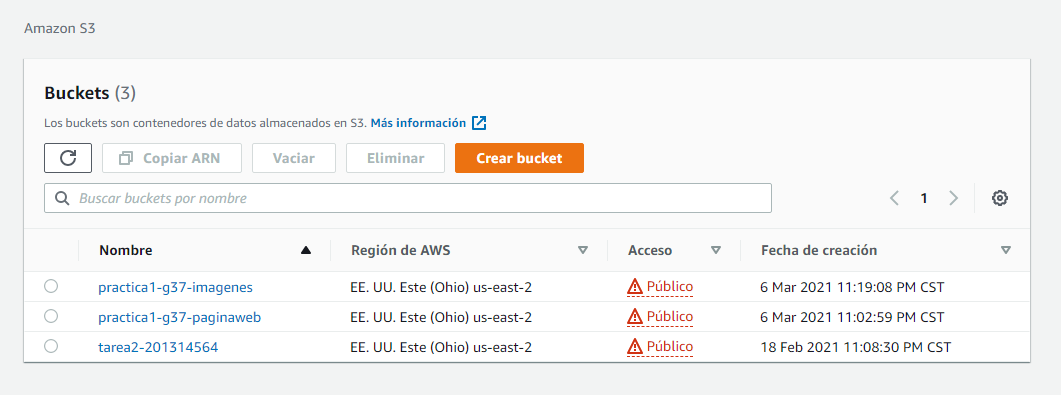 Amazon S3
Buckets (3)
Los buckets son contenedores de datos almacenados en S3. Más información
Copiar ARN Vaciar Eliminar Crear bucket
Buscar buckets por nombre 1
Nombre Región de AWS Acceso Fecha de creación
practica1-g37-imagenes EE. UU. Este (Ohio) us-east-2 Público 6 Mar 2021 11:19:08 PM CST
practica1-g37-paginaweb EE. UU. Este (Ohio) us-east-2 Público 6 Mar 2021 11:02:59 PM CST
tarea2-201314564 EE. UU. Este (Ohio) us-east-2 Público 18 Feb 2021 11:08:30 PM CST